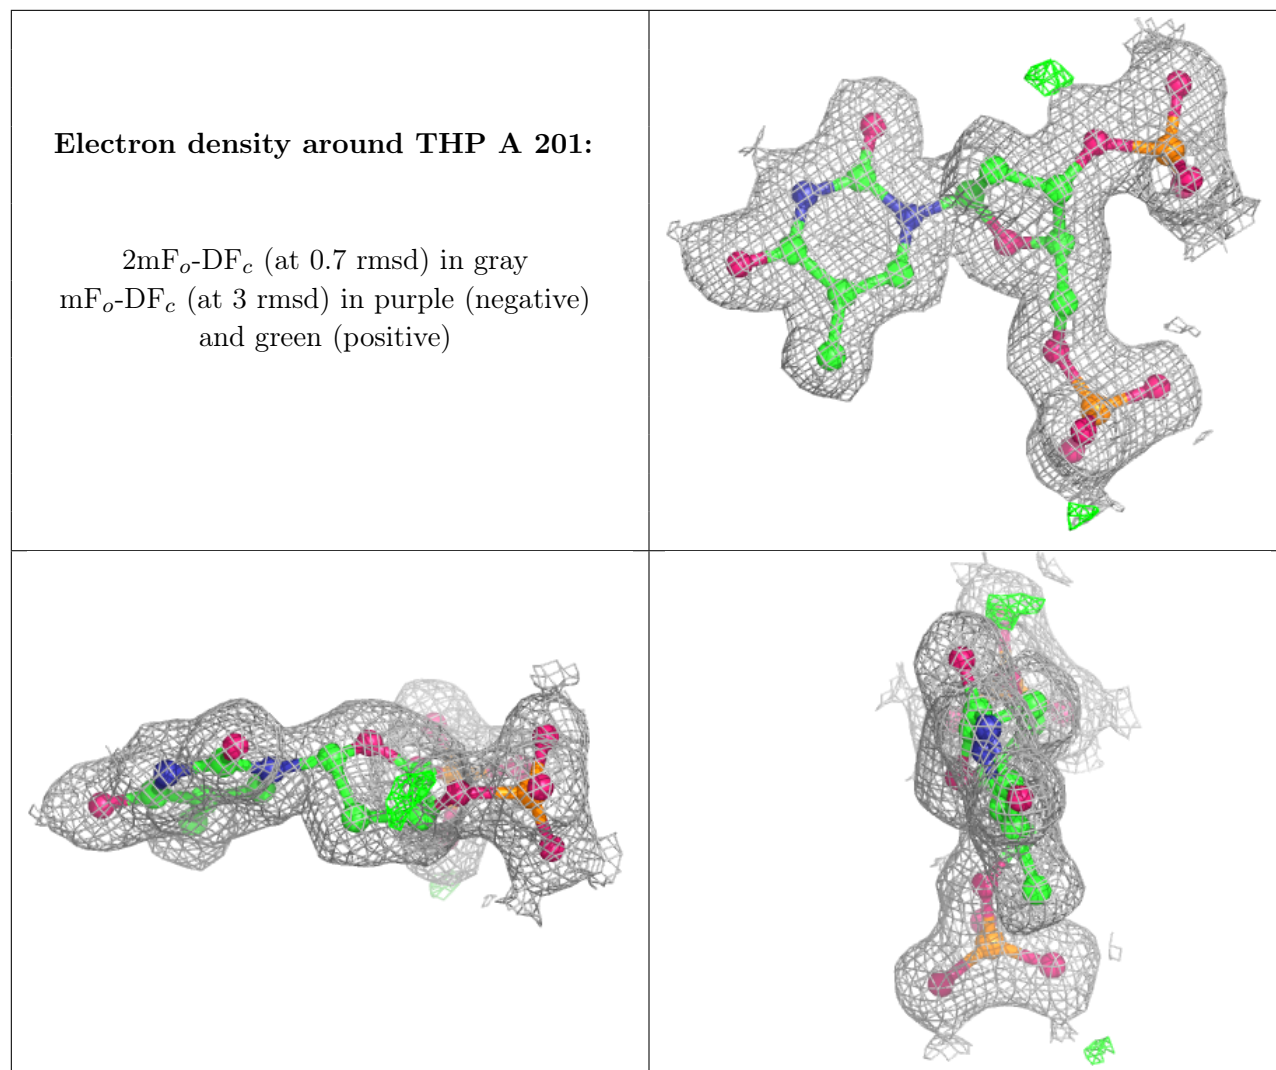 Electron density around THP A 201:
2mFo-DFc (at 0.7 rmsd) in gray
mFo-DFc (at 3 rmsd) in purple (negative)
and green (positive)